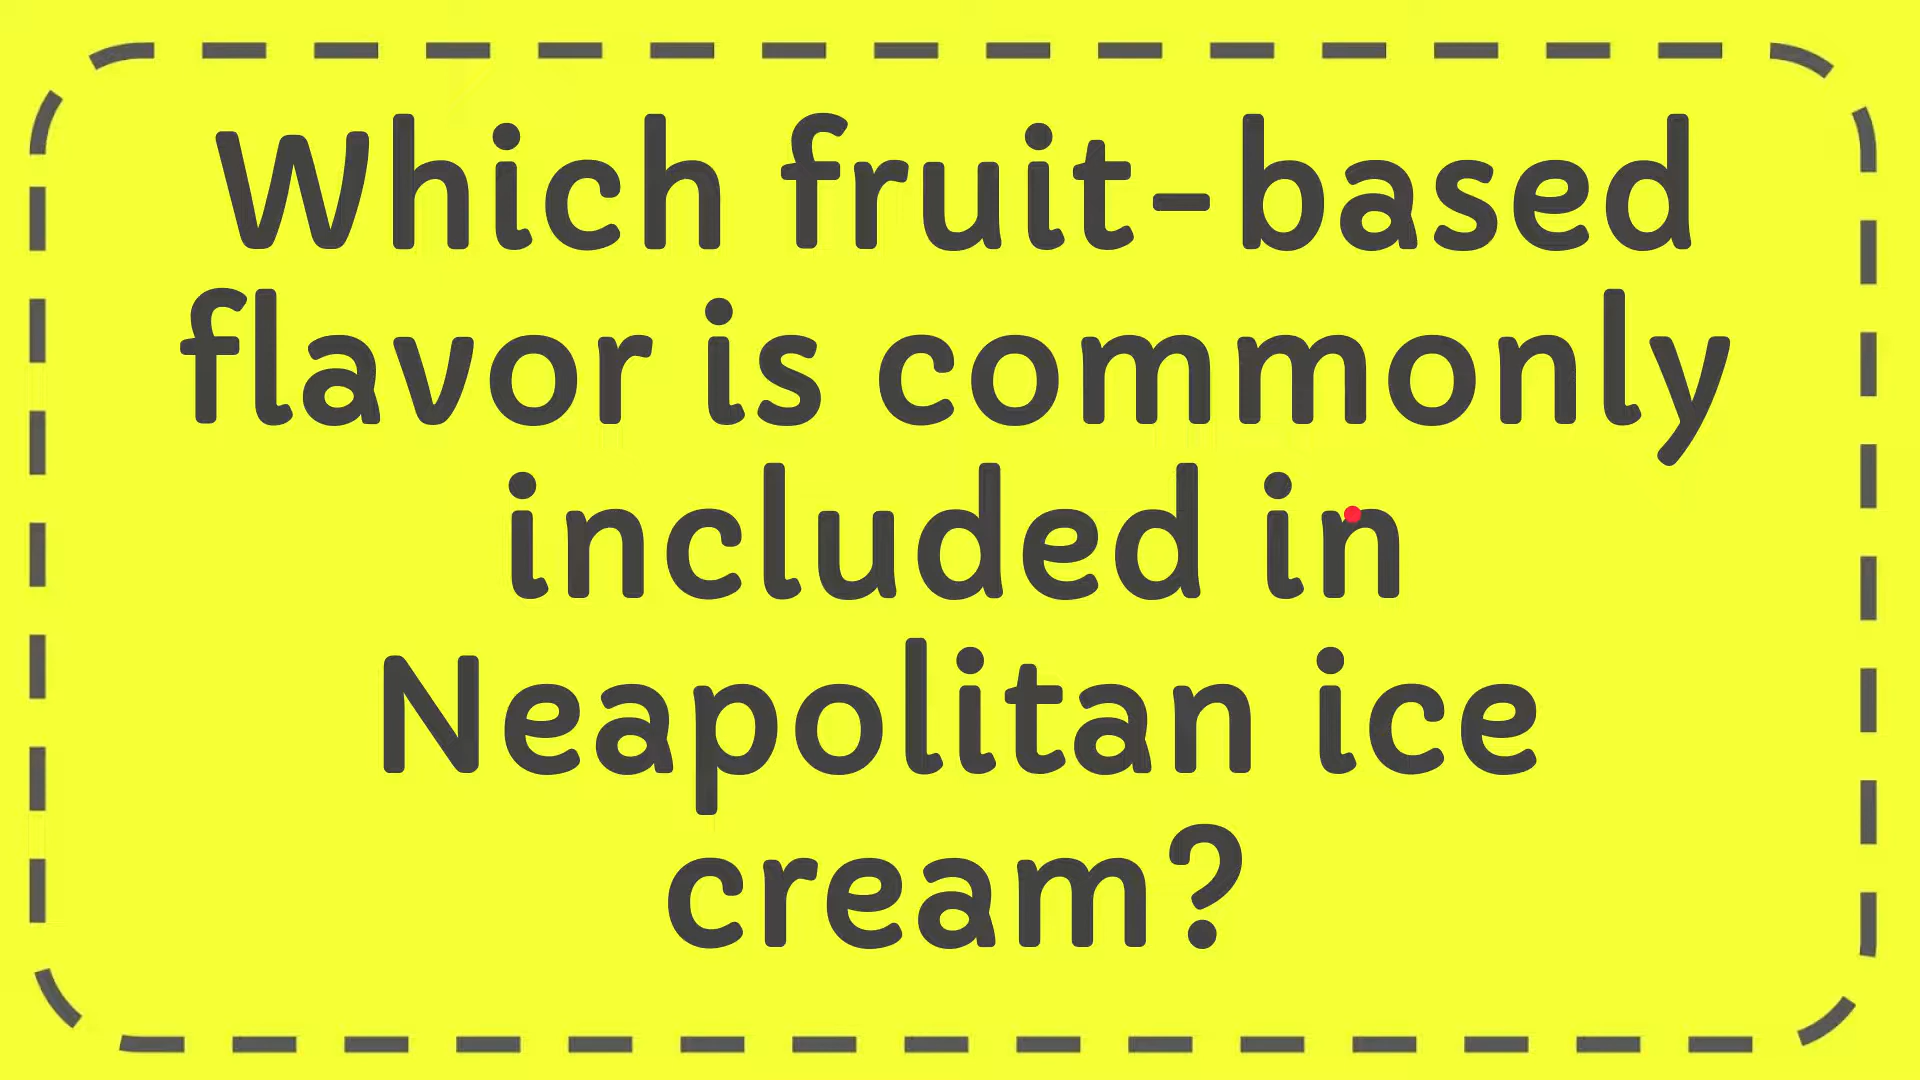 Which fruit-based
flavor is commonly
included in
Neapolitan ice
cream?